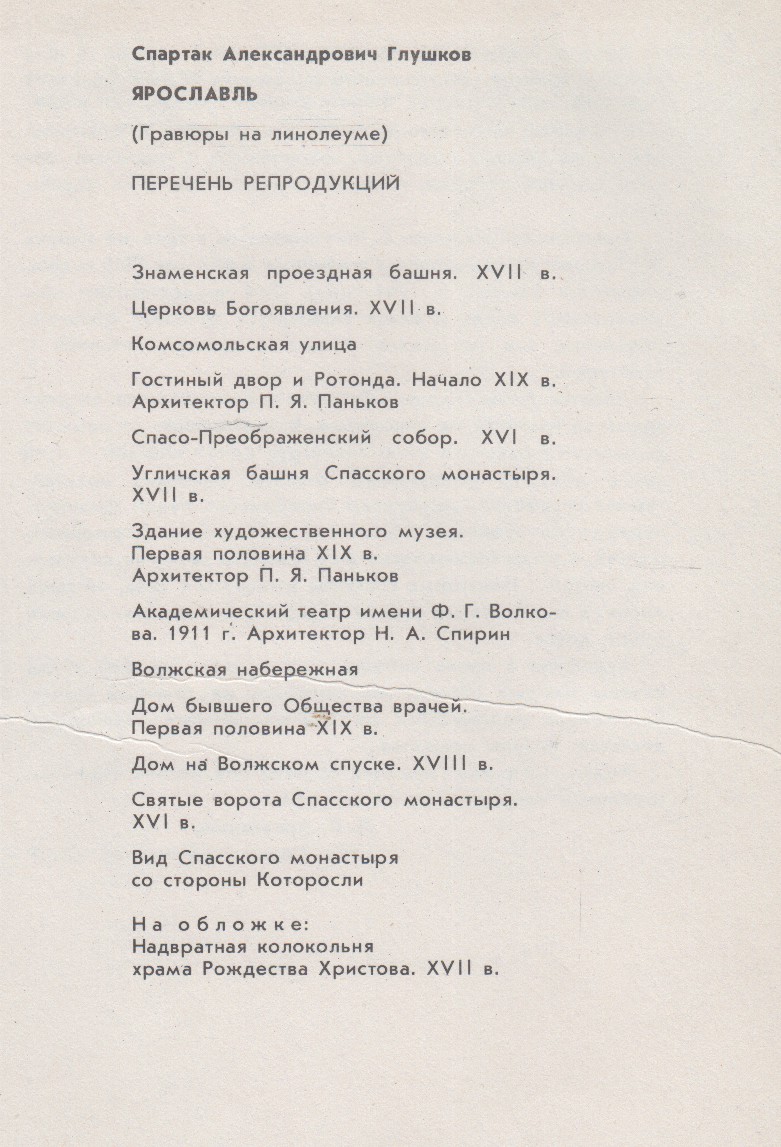 Спартак Александрович Глушков
ЯРОСЛАВЛЬ
(Гравюры на линолеуме)
ПЕРЕЧЕНЬ РЕПРОДУКЦИЙ
Знаменская проездная башня. XVII в.
Церковь Богоявления. XVII в.
Комсомольская улица
Гостиный двор и Ротонда. Начало XIX в.
Архитектор П. Я. Паньков
Спасо-Преображенский собор. XVI в.
Угличская башня Спасского монастыря.
XVII в.
Здание художественного музея.
Первая половина XIX в.
Архитектор П. Я. Паньков
Академический театр имени Ф. Г. Волко-
ва. 1911 г. Архитектор Н. А. Спирин
Волжская набережная
Дом бывшего Общества врачей.
Первая половина XIX в.
Дом на Волжском спуске. XVIII в.
Святые ворота Спасского монастыря.
XVI в.
Вид Спасского монастыря
со стороны Которосли
На обложке:
Надвратная колокольня
храма Рождества Христова. XVII в.